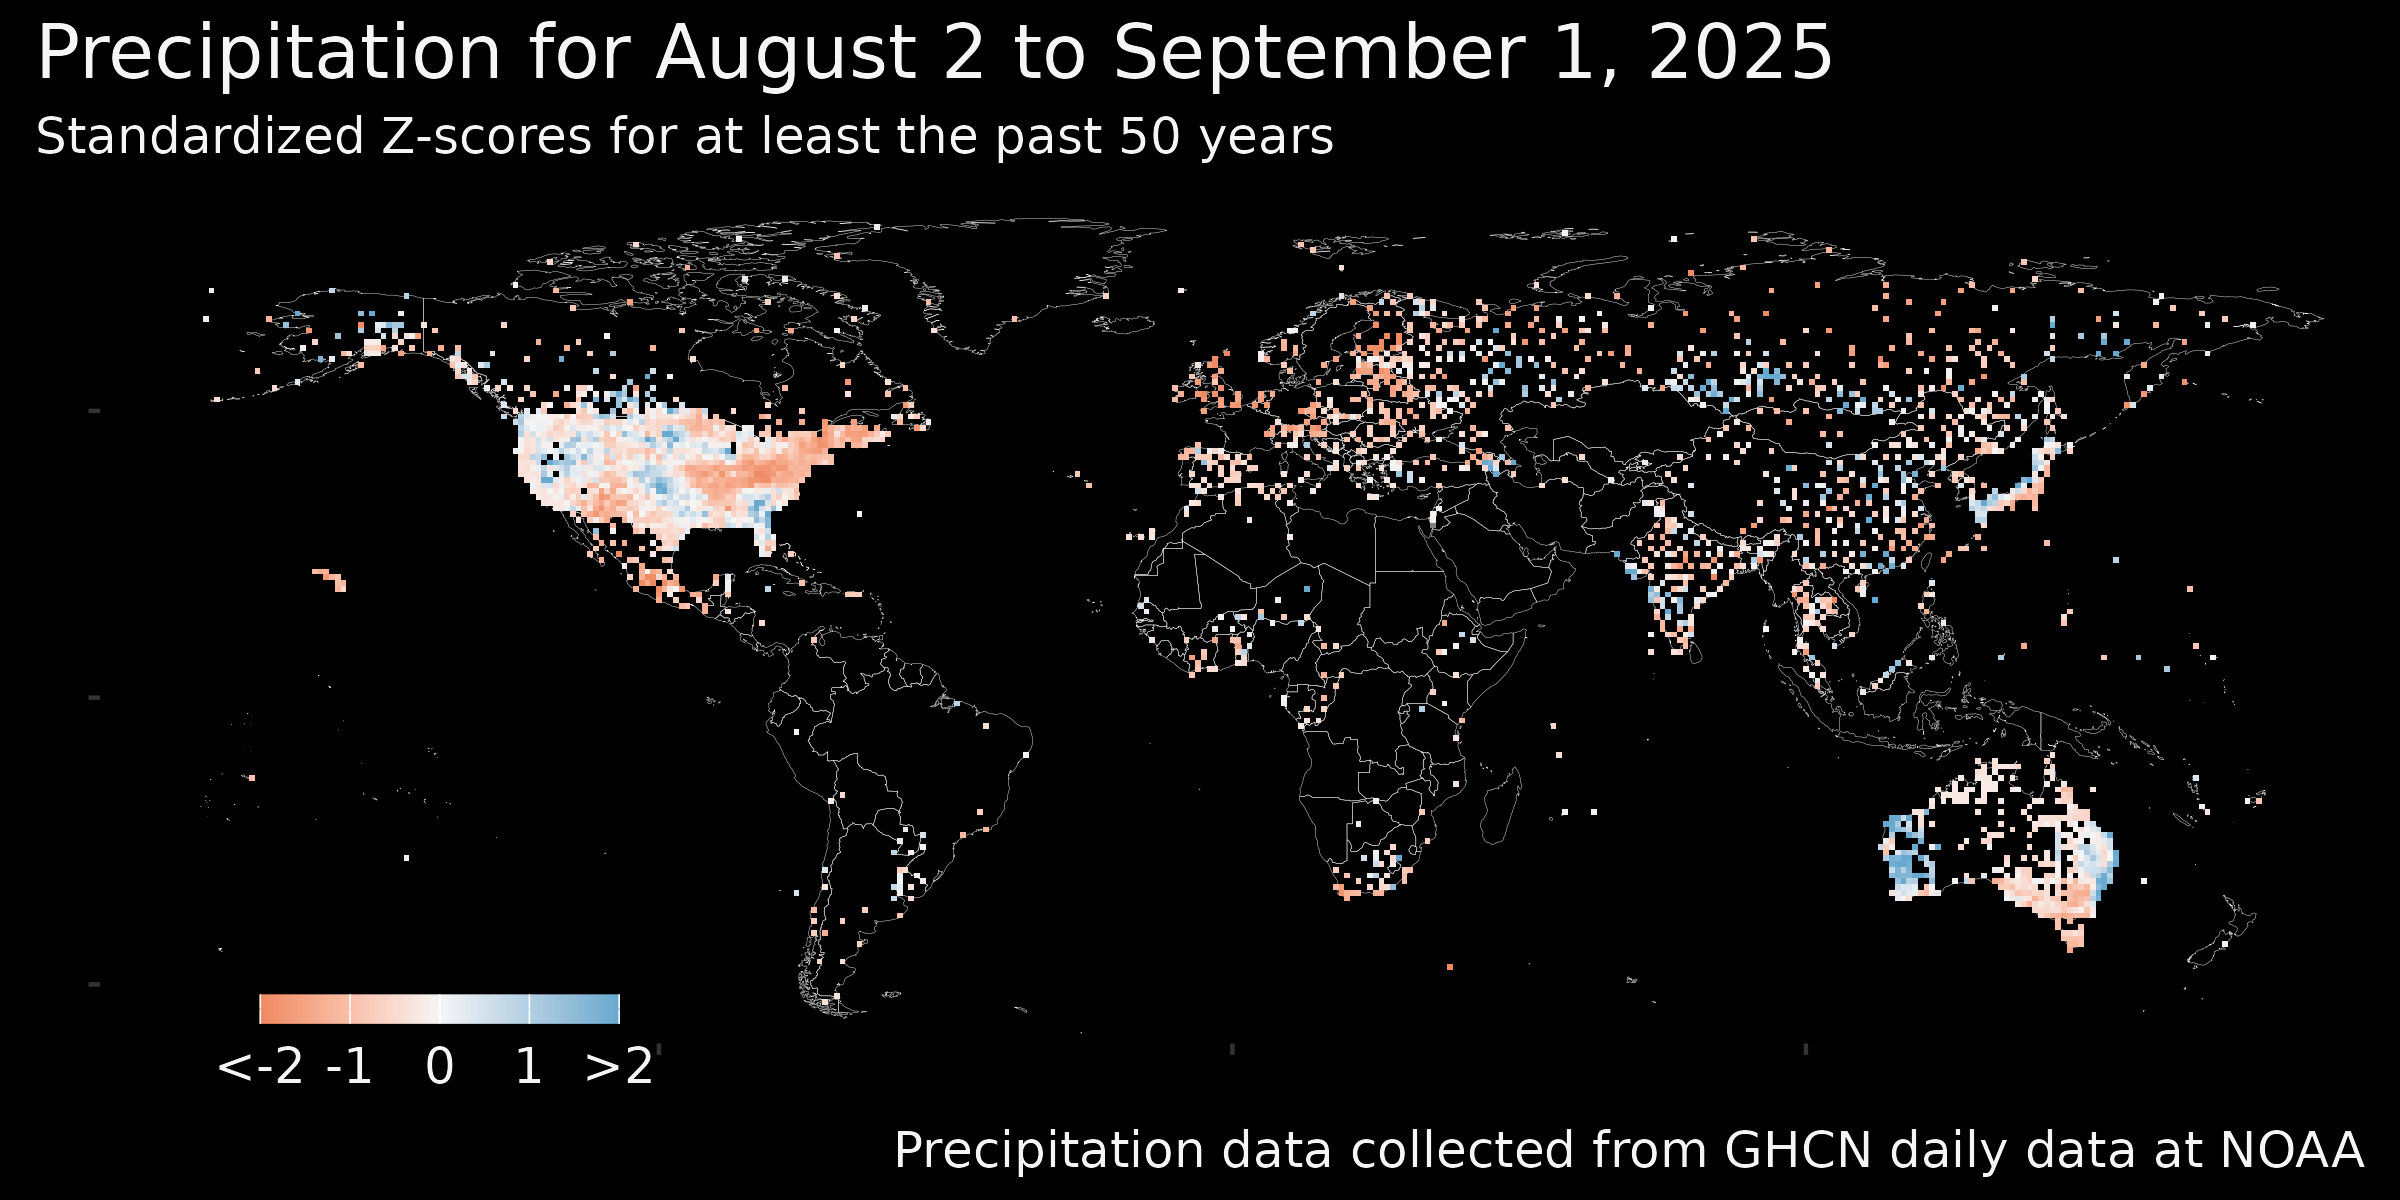 Precipitation for August 2 to September 1, 2025
Standardized Z-scores for at least the past 50 years
<-2 -1 0 1 >2
Precipitation data collected from GHCN daily data at NOAA